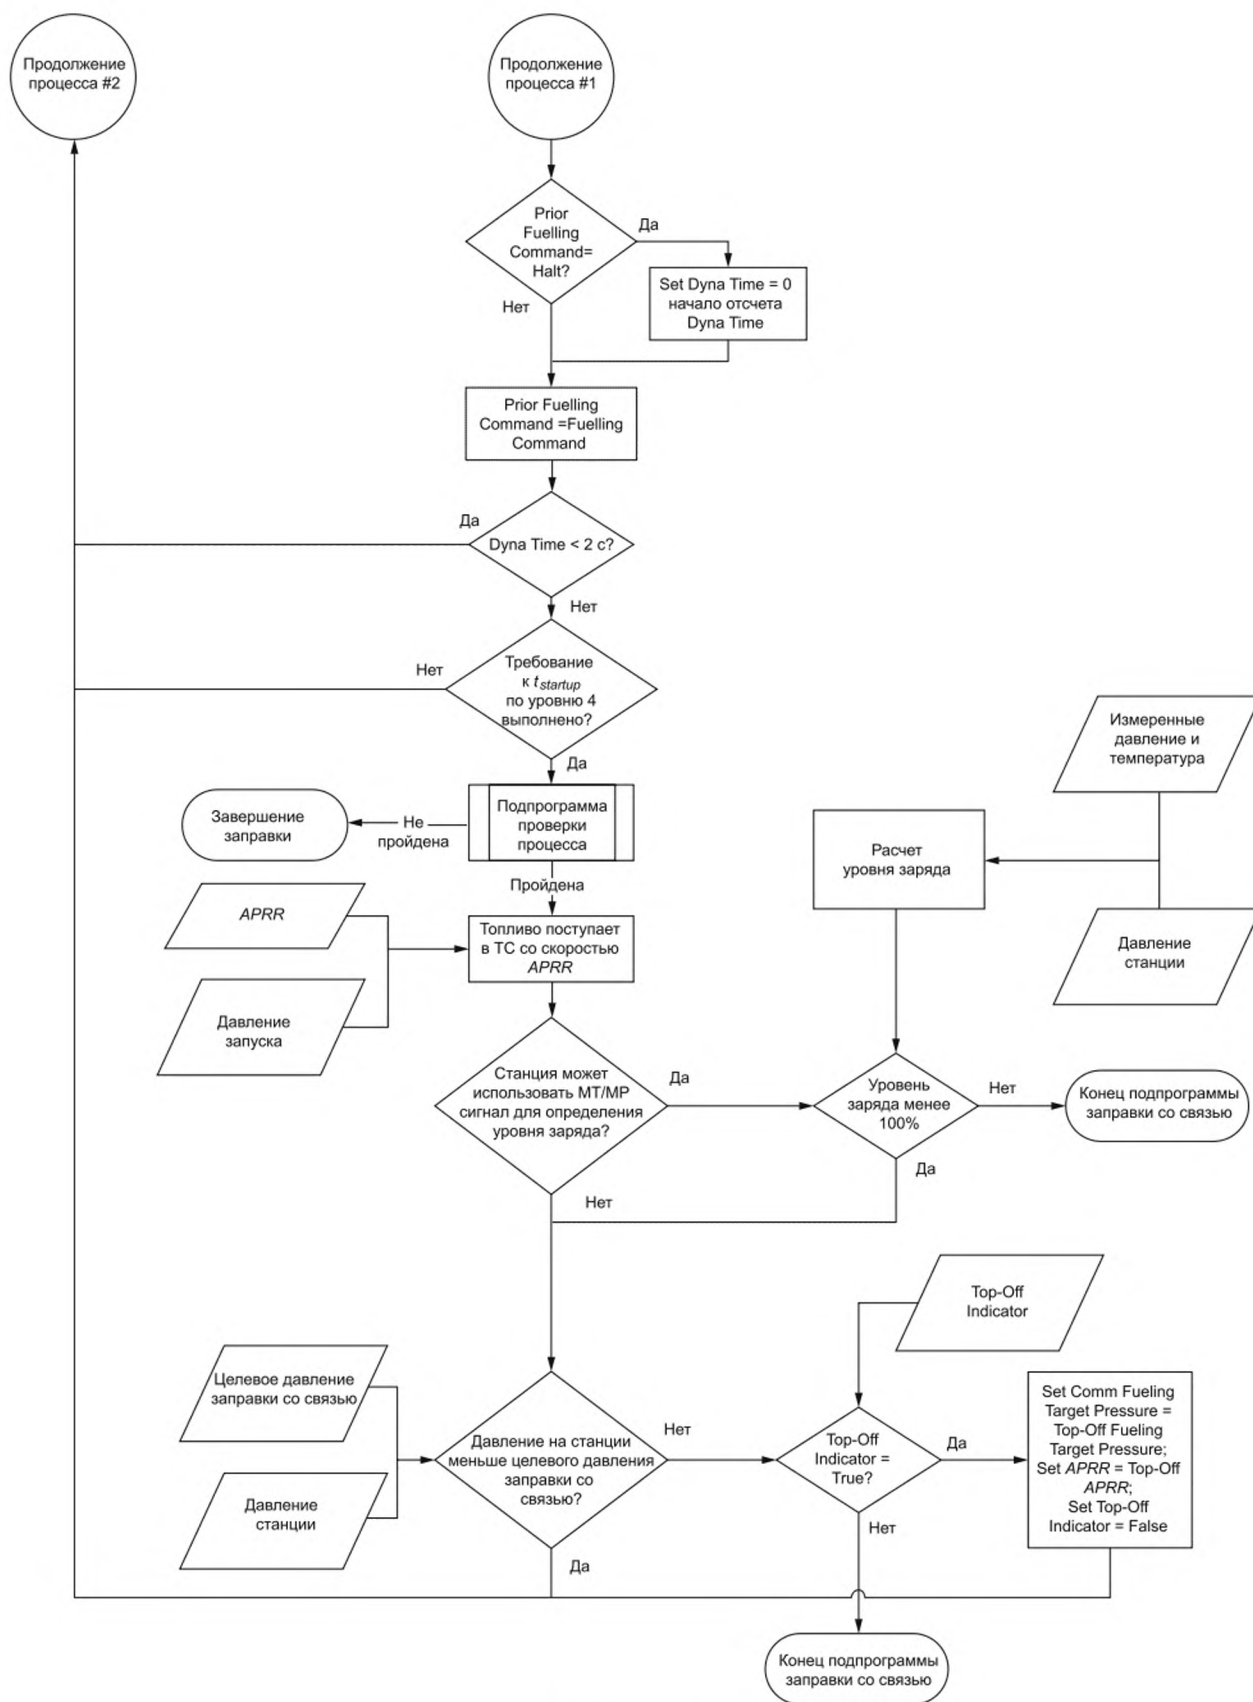 Продолжение
процесса #2
Продолжение
процесса #1
Prior
Fuelling
Command=
Halt?
Да
Нет
Set Dyna Time = 0
начало отсчета
Dyna Time
Prior Fuelling
Command =Fuelling
Command
Да
Dyna Time < 2 с?
Нет
Нет
Требование
к t startup
по уровню 4
выполнено?
Да
Измеренные
давление и
температура
Завершение
заправки
Не
пройдена
Подпрограмма
проверки
процесса
Расчет
уровня заряда
Пройдена
APRR
Топливо поступает
в ТС со скоростью
APRR
Давление
станции
Давление
запуска
Станция может
использовать MT/MP
сигнал для определения
уровня заряда?
Да
Уровень
заряда менее
100%
Нет
Конец подпрограммы
заправки со связью
Да
Нет
Top-Off
Indicator
Целевое давление
заправки со связью
Давление на станции
меньше целевого давления
заправки со
связью?
Нет
Top-Off
Indicator =
True?
Да
Set Comm Fueling
Target Pressure =
Top-Off Fueling
Target Pressure;
Set APRR = Top-Off
APRR;
Set Top-Off
Indicator = False
Давление
станции
Да
Нет
Конец подпрограммы
заправки со связью